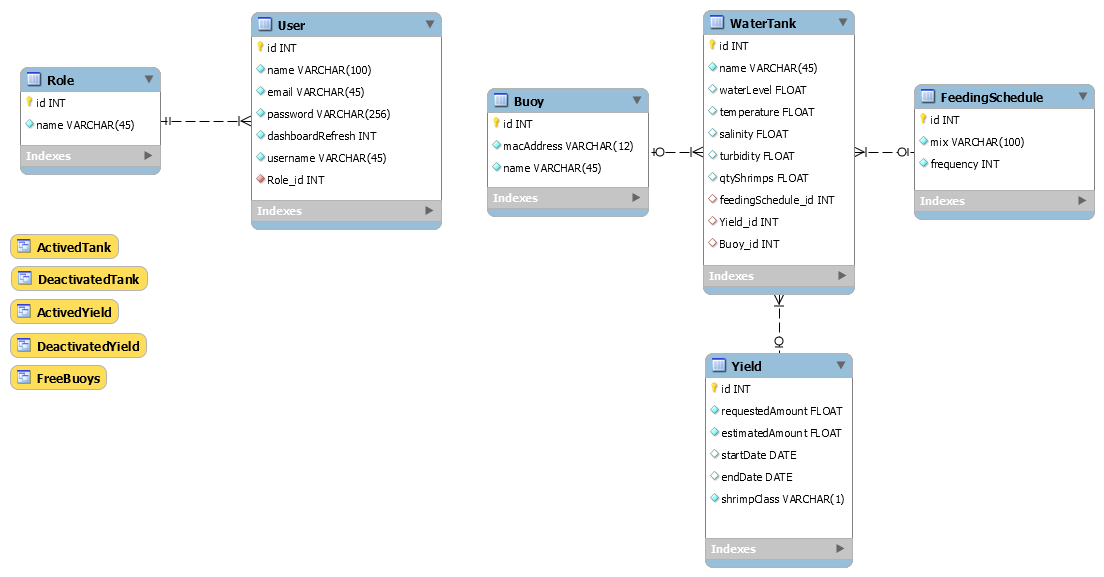 Role
id INT
name VARCHAR(45)
Indexes
User
id INT
name VARCHAR(100)
email VARCHAR(45)
password VARCHAR(256)
dashboardRefresh INT
username VARCHAR(45)
Role_id INT
Indexes
Buoy
id INT
macAddress VARCHAR(12)
name VARCHAR(45)
Indexes
WaterTank
id INT
name VARCHAR(45)
waterLevel FLOAT
temperature FLOAT
salinity FLOAT
turbidity FLOAT
qtyShrimps FLOAT
feedingSchedule_id INT
Yield_id INT
Buoy_id INT
Indexes
FeedingSchedule
id INT
mix VARCHAR(100)
frequency INT
Indexes
ActivedTank
DeactivatedTank
ActivedYield
DeactivatedYield
FreeBuoys
Yield
id INT
requestedAmount FLOAT
estimatedAmount FLOAT
startDate DATE
endDate DATE
shrimpClass VARCHAR(1)
Indexes